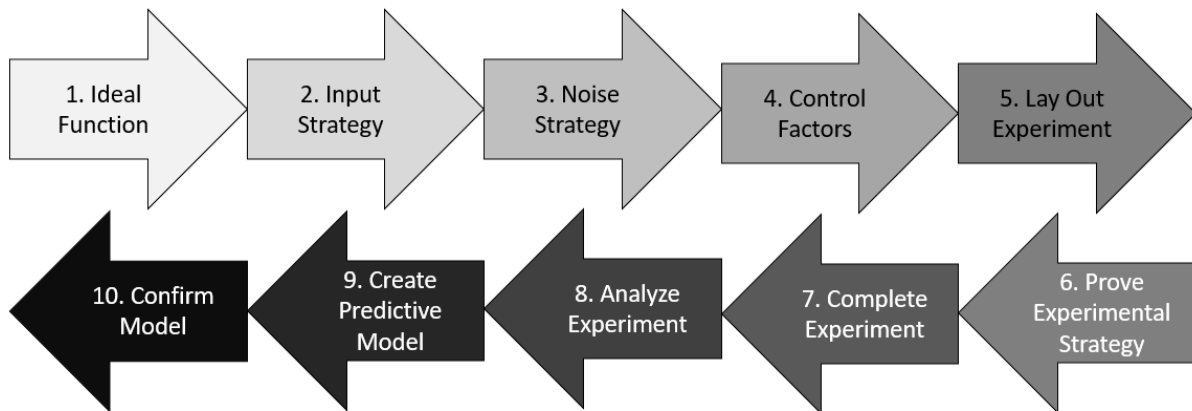 1. Ideal
Function
2. Input
Strategy
3. Noise
Strategy
4. Control
Factors
5. Lay Out
Experiment
6. Prove
Experimental
Strategy
7. Complete
Experiment
8. Analyze
Experiment
9. Create
Predictive
Model
10. Confirm
Model